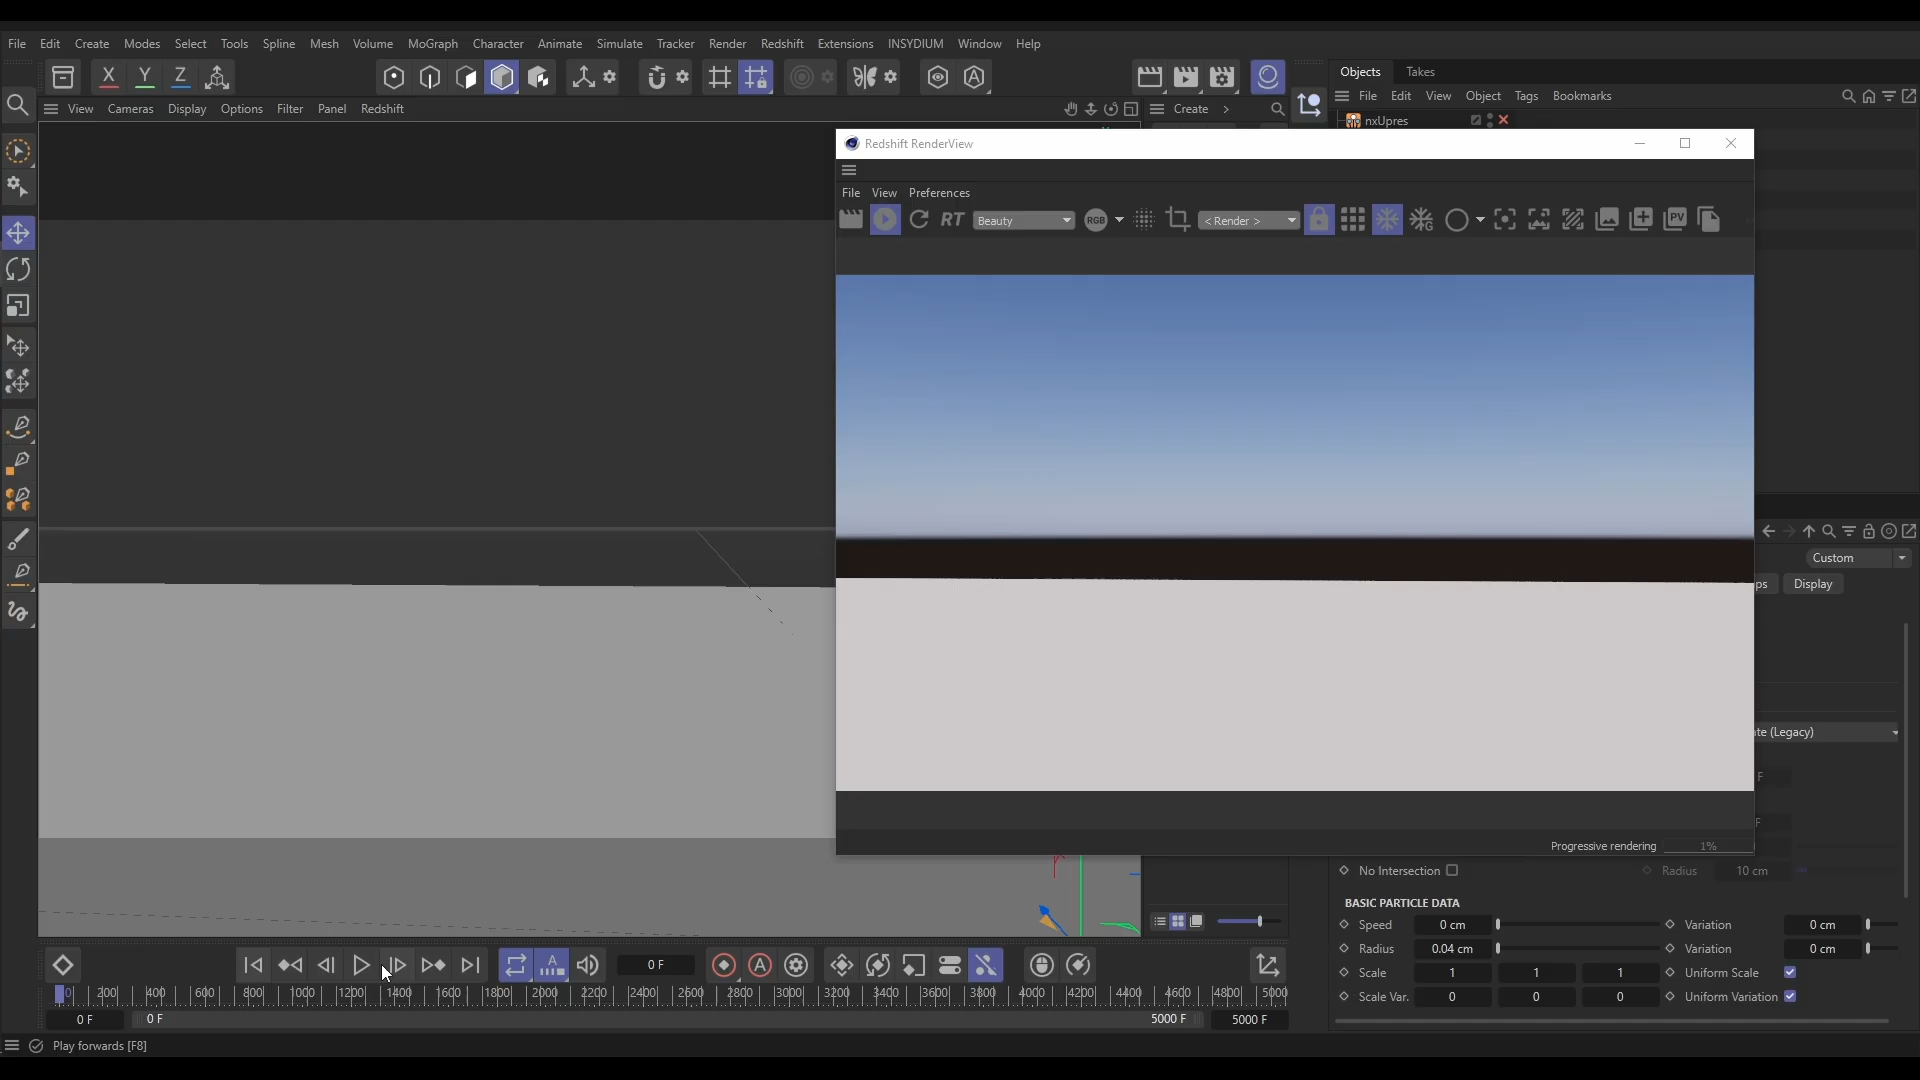 File Edit Create Modes Select Tools Spline Mesh Volume MoGraph Character Animate Simulate Tracker Render Redshift Extensions INSYDIUM Window Help
X Y Z
Objects Takes
View Cameras Display Options Filter Panel Redshift
Create >
File Edit View Object Tags Bookmarks
nxUpres
Redshift RenderView
File View Preferences
RT Beauty RGB < Render > PV
Custom
ps Display
ate (Legacy)
F
F
Progressive rendering 1%
No Intersection Radius 10 cm
BASIC PARTICLE DATA
Speed 0 cm Variation 0 cm
Radius 0.04 cm Variation 0 cm
Scale 1 1 1 Uniform Scale
Scale Var. 0 0 0 Uniform Variation
0 F
0 200 400 600 800 1000 1200 1400 1600 1800 2000 2200 2400 2600 2800 3000 3200 3400 3600 3800 4000 4200 4400 4600 4800 5000
0 F 0 F 5000 F 5000 F
Play forwards [F8]